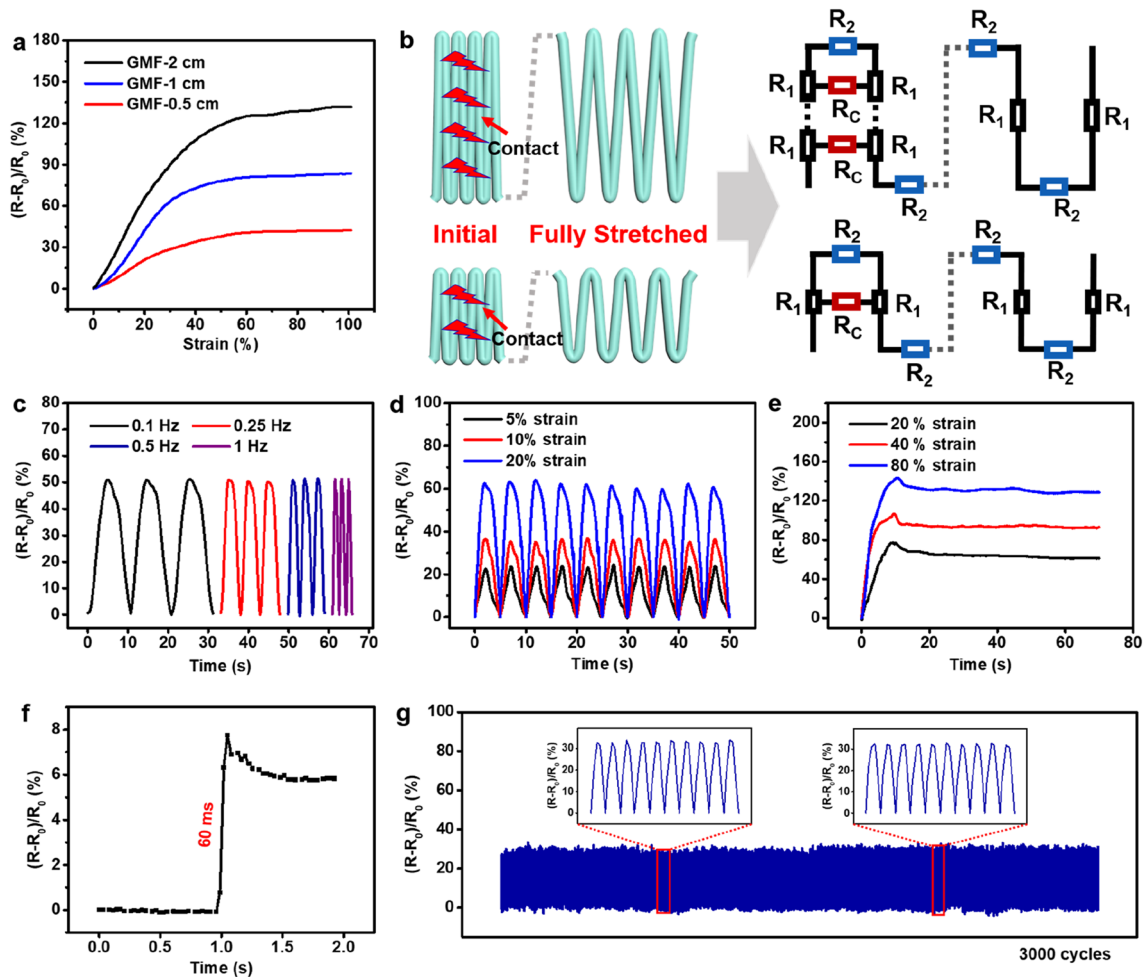 a
GMF-2 cm
GMF-1 cm
GMF-0.5 cm
(R-R0)/R0 (%)
180
150
120
90
60
30
0
0 20 40 60 80 100
Strain (%)
b
Contact
Initial
Fully Stretched
Contact
R2
R1
R1
RC
R1
R1
RC
R2
R2
R1
R1
R2
R2
R1
R1
RC
R2
R2
R1
R1
R2
c
0.1 Hz
0.25 Hz
0.5 Hz
1 Hz
(R-R0)/R0 (%)
80
70
60
50
40
30
20
10
0
0 10 20 30 40 50 60 70
Time (s)
d
5% strain
10% strain
20% strain
(R-R0)/R0 (%)
100
80
60
40
20
0
0 10 20 30 40 50
Time (s)
e
20 % strain
40 % strain
80 % strain
(R-R0)/R0 (%)
200
160
120
80
40
0
0 20 40 60 80
Time (s)
f
(R-R0)/R0 (%)
8
6
4
2
0
60 ms
0.0 0.5 1.0 1.5 2.0
Time (s)
g
(R-R0)/R0 (%)
100
80
60
40
20
0
(R-R0)/R0 (%)
30
20
10
0
(R-R0)/R0 (%)
30
20
10
0
3000 cycles